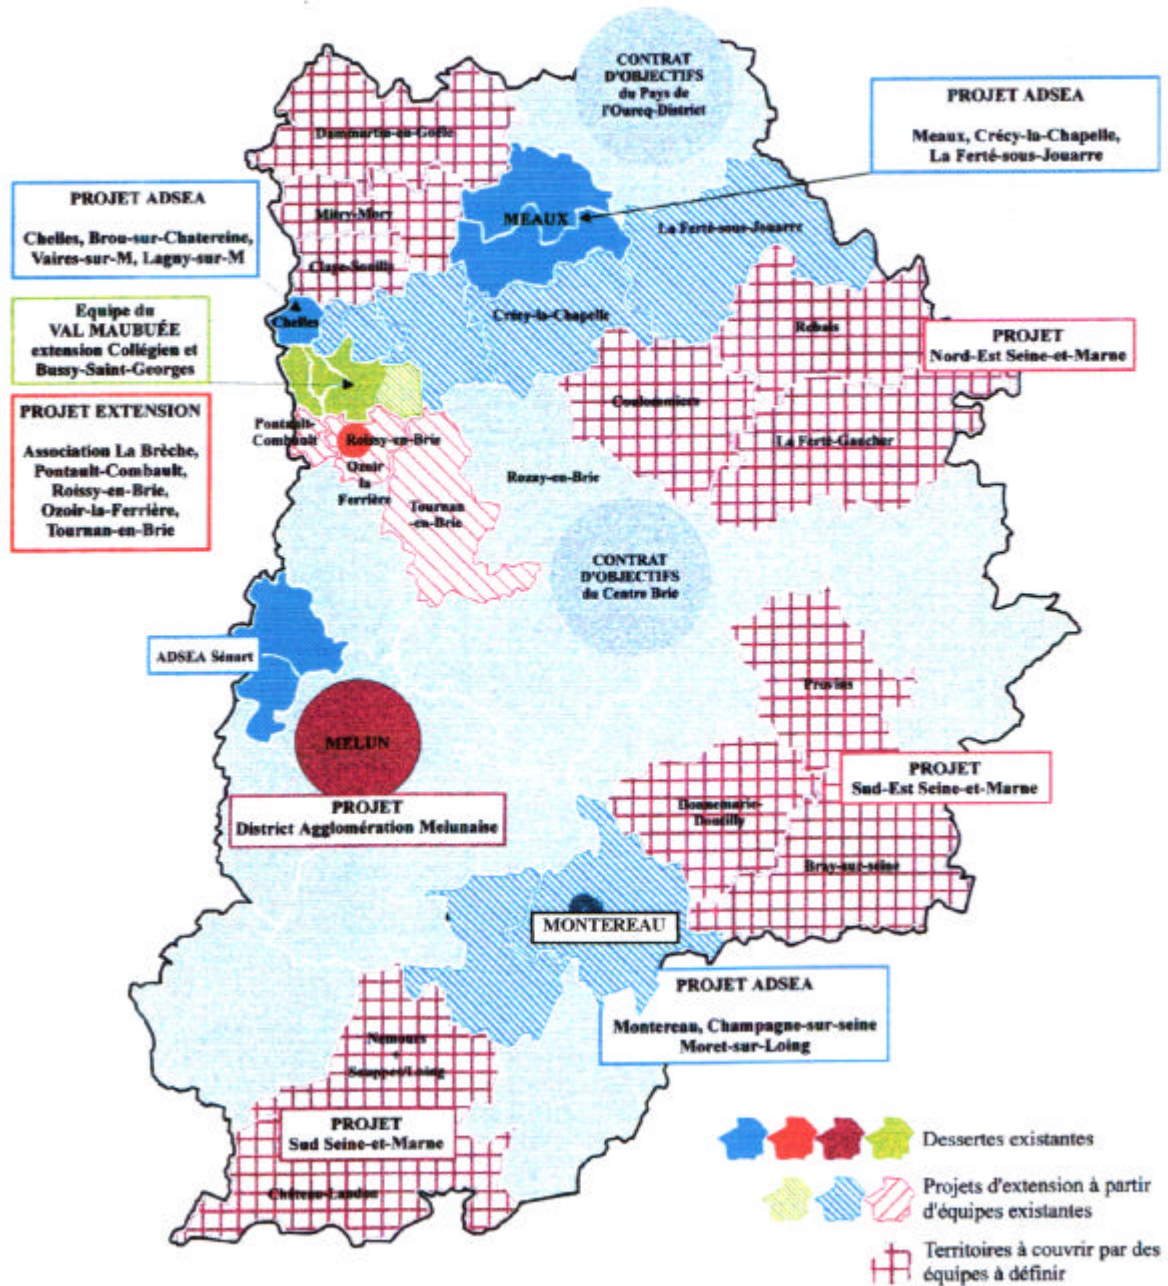 CONTRAT
D'OBJECTIFS
du Pays de
l'Ourcq-District
PROJET ADSEA
Meaux, Crécy-la-Chapelle,
La Ferté-sous-Jouarre
Dammartin-en-Goële
PROJET ADSEA
Chelles, Brou-sur-Chatereine,
Vaires-sur-M, Lagny-sur-M
Mitry-Mory
MEAUX
La Ferté-sous-Jouarre
Claye-Souilly
Equipe du
VAL MAUBUÉE
extension Collégien et
Bussy-Saint-Georges
Chelles
Crécy-la-Chapelle
Rebais
PROJET
Nord-Est Seine-et-Marne
PROJET EXTENSION
Association La Brèche,
Pontault-Combault,
Roissy-en-Brie,
Ozoir-la-Ferrière,
Tournan-en-Brie
Pontault-
Combault
Roissy-en-Brie
Ozoir
la
Ferrière
Tournan
-en-Brie
Coulommiers
La Ferté-Gaucher
Rozay-en-Brie
CONTRAT
D'OBJECTIFS
du Centre Brie
ADSEA Sénart
Provins
MELUN
PROJET
District Agglomération Melunaise
PROJET
Sud-Est Seine-et-Marne
Donnemarie-
Dontilly
Bray-sur-seine
MONTEREAU
PROJET ADSEA
Montereau, Champagne-sur-seine
Moret-sur-Loing
Nemours
+
Souppes/Loing
PROJET
Sud Seine-et-Marne
Château-Landon
Dessertes existantes
Projets d'extension à partir
d'équipes existantes
Territoires à couvrir par des
équipes à définir